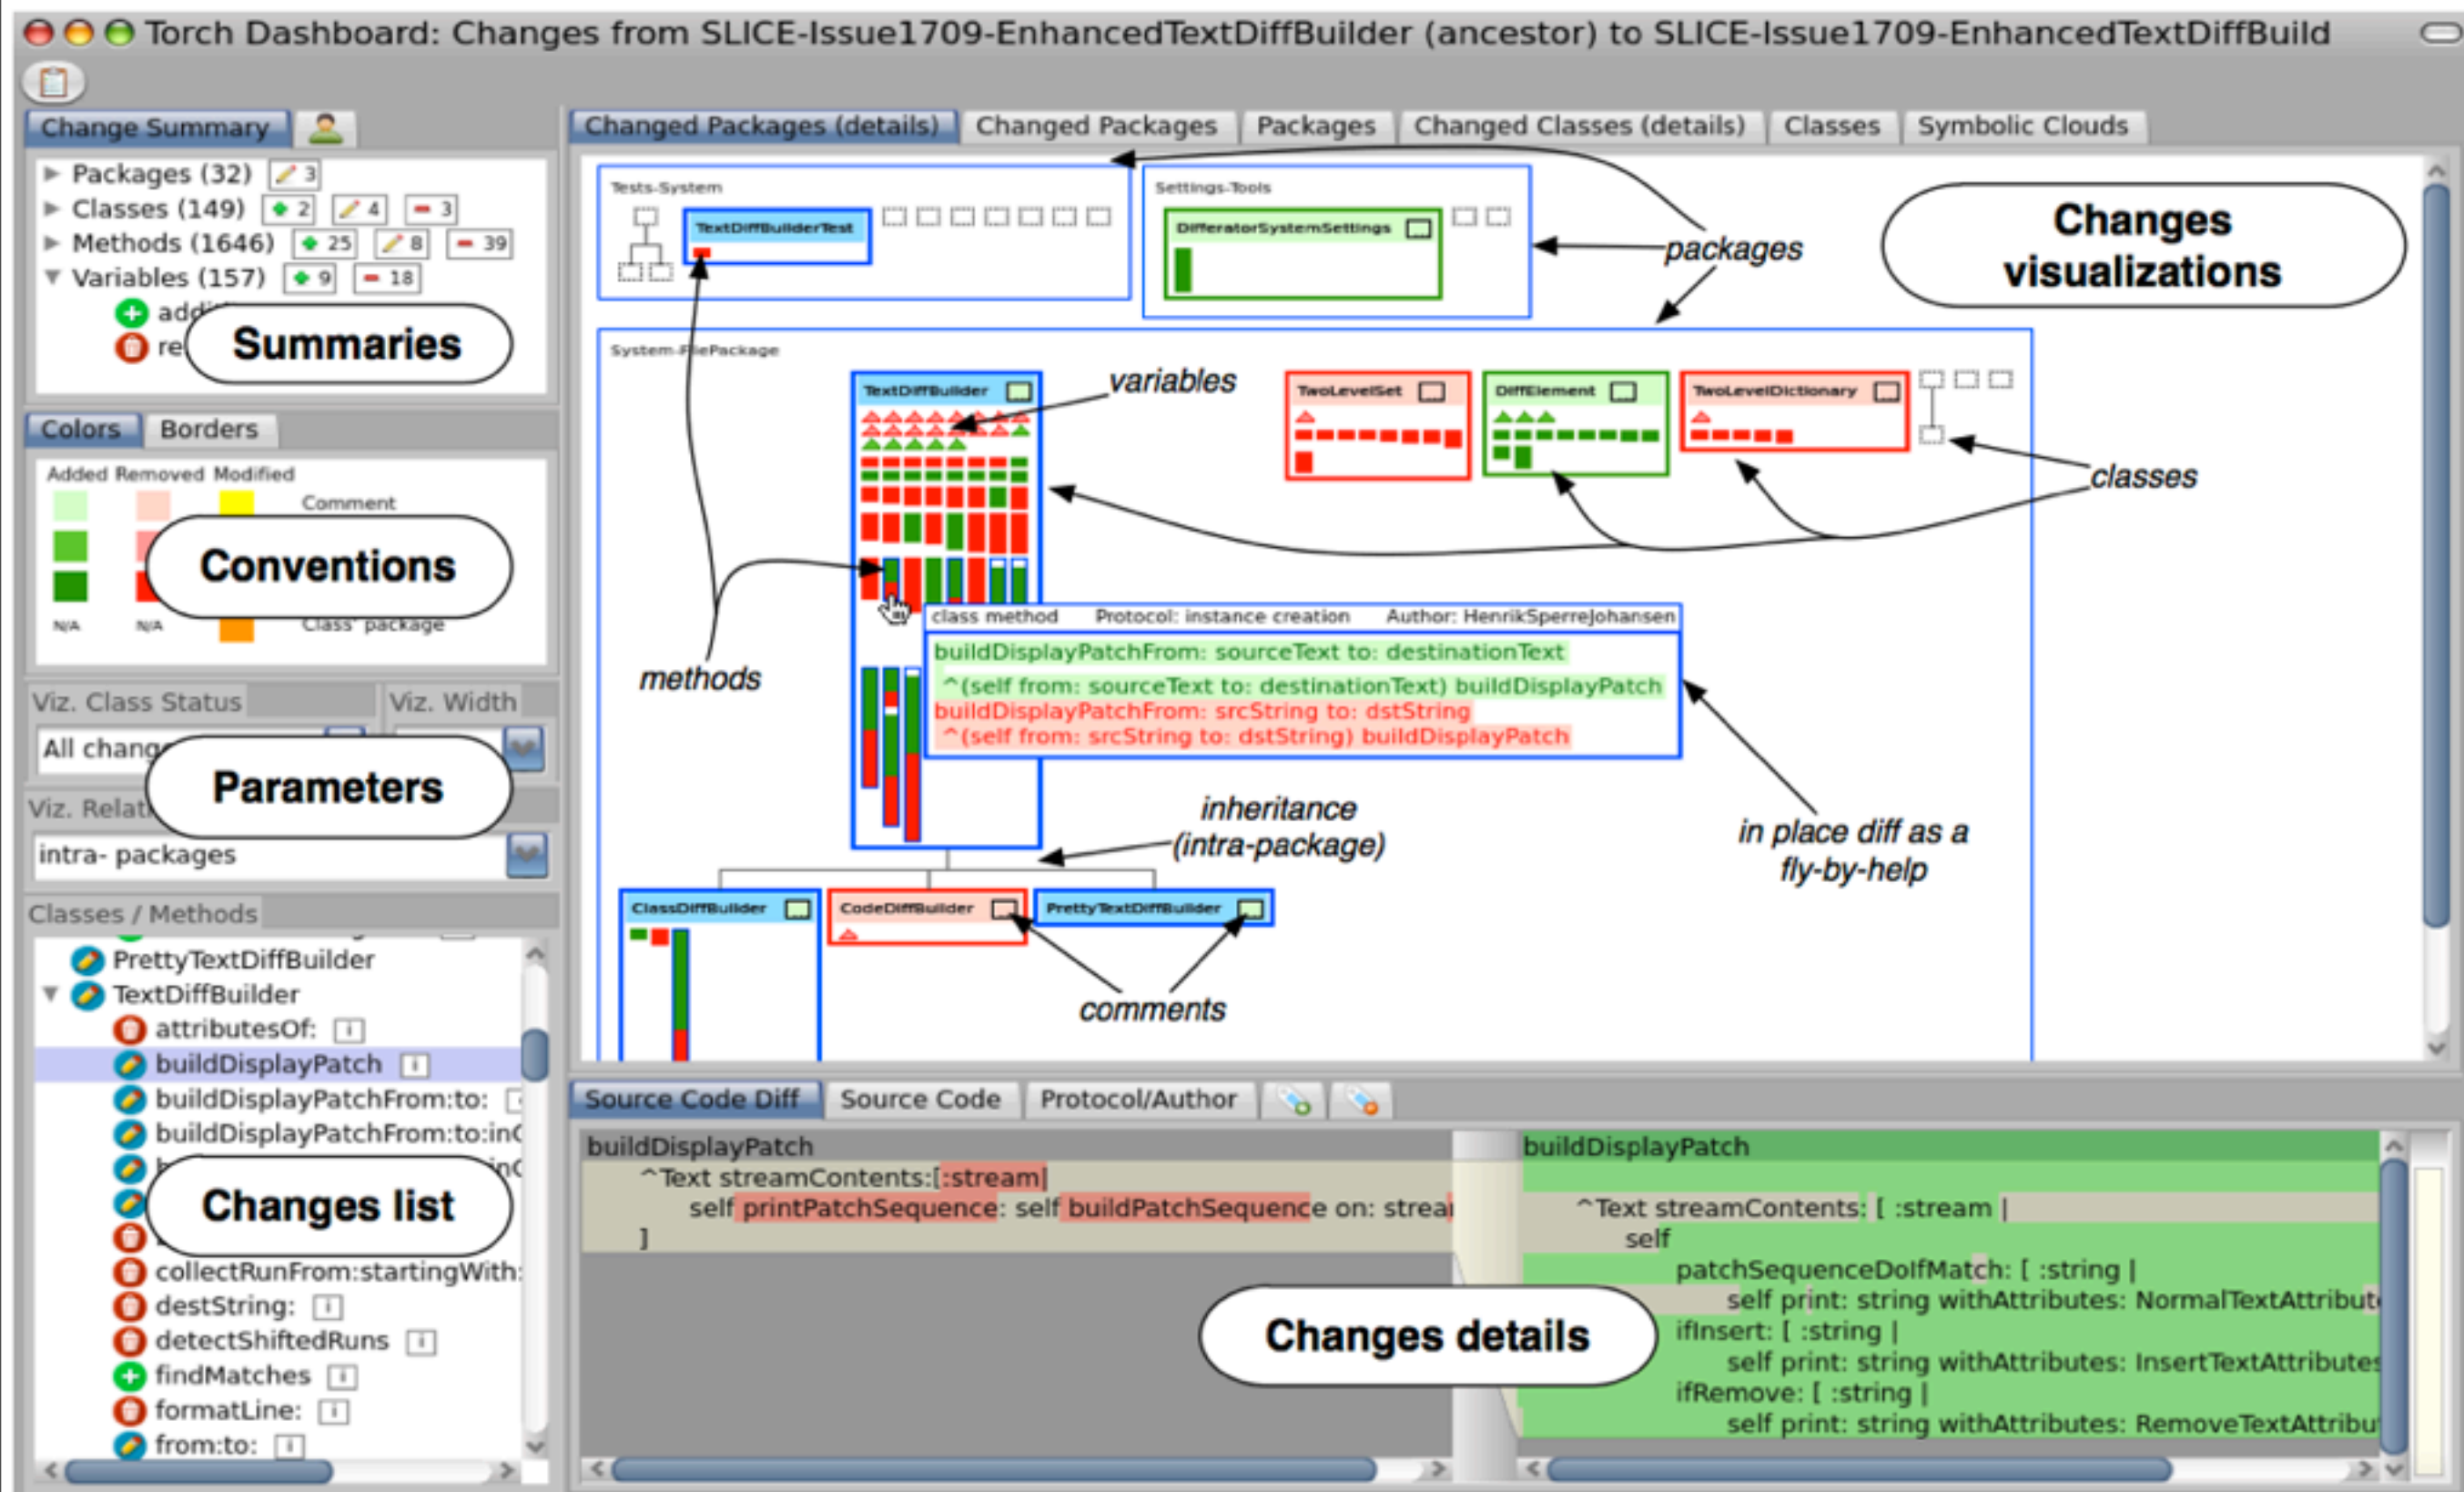 Torch Dashboard: Changes from SLICE-Issue1709-EnhancedTextDiffBuilder (ancestor) to SLICE-Issue1709-EnhancedTextDiffBuild
Change Summary
Packages (32) 3
Classes (149) 2 4 3
Methods (1646) 25 8 39
Variables (157) 9 18
Summaries
Colors Borders
Added Removed Modified
Comment
Conventions
N/A N/A Class' package
Viz. Class Status Viz. Width
Parameters
intra- packages
Classes / Methods
PrettyTextDiffBuilder
TextDiffBuilder
attributesOf: i
buildDisplayPatch i
buildDisplayPatchFrom:to:
buildDisplayPatchFrom:to:inC
Changes list
collectRunFrom:startingWith:
destString: i
detectShiftedRuns i
findMatches i
formatLine: i
from:to: i
Changed Packages (details) Changed Packages Packages Changed Classes (details) Classes Symbolic Clouds
Tests-System
TextDiffBuilderTest
Settings-Tools
DifferatorSystemSettings
packages
Changes
visualizations
System-FilePackage
TextDiffBuilder
variables
TwoLevelSet
DiffElement
TwoLevelDictionary
classes
methods
class method Protocol: instance creation Author: HenrikSperreJohansen
buildDisplayPatchFrom: sourceText to: destinationText
^(self from: sourceText to: destinationText) buildDisplayPatch
buildDisplayPatchFrom: srcString to: dstString
^(self from: srcString to: dstString) buildDisplayPatch
inheritance
(intra-package)
in place diff as a
fly-by-help
ClassDiffBuilder
CodeDiffBuilder
PrettyTextDiffBuilder
comments
Source Code Diff Source Code Protocol/Author
buildDisplayPatch
^Text streamContents:[:stream|
self printPatchSequence: self buildPatchSequence on: strea
]
Changes details
buildDisplayPatch
^Text streamContents: [ :stream |
self
patchSequenceDoIfMatch: [ :string |
self print: string withAttributes: NormalTextAttribute
ifInsert: [ :string |
self print: string withAttributes: InsertTextAttributes
ifRemove: [ :string |
self print: string withAttributes: RemoveTextAttribu